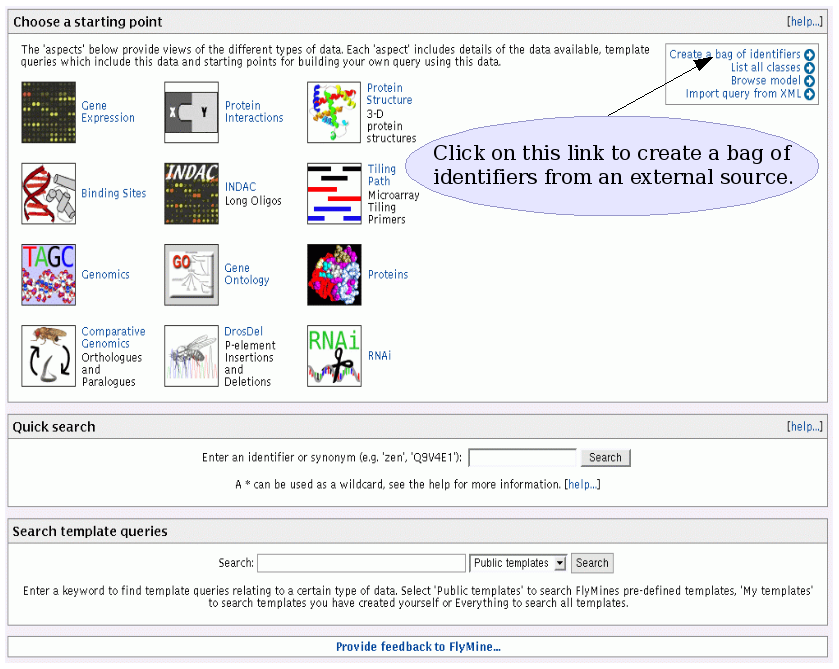 Choose a starting point
[help...]
The 'aspects' below provide views of the different types of data. Each 'aspect' includes details of the data available, template
queries which include this data and starting points for building your own query using this data.
Create a bag of identifiers
List all classes
Browse model
Import query from XML
Gene
Expression
X
Y
Protein
Interactions
Protein
Structure
3-D
protein
structures
Click on this link to create a bag of
identifiers from an external source.
Binding Sites
INDAC
INDAC
Long Oligos
Tiling
Path
Microarray
Tiling
Primers
TAGC
Genomics
GO
Gene
Ontology
Proteins
Comparative
Genomics
Orthologues
and
Paralogues
DrosDel
P-element
Insertions
and
Deletions
RNAi
RNAi
Quick search
[help...]
Enter an identifier or synonym (e.g. 'zen', 'Q9V4E1'):
Search
A * can be used as a wildcard, see the help for more information. [help...]
Search template queries
Search:
Public templates
Search
Enter a keyword to find template queries relating to a certain type of data. Select 'Public templates' to search FlyMines pre-defined templates, 'My templates'
to search templates you have created yourself or Everything to search all templates.
Provide feedback to FlyMine...